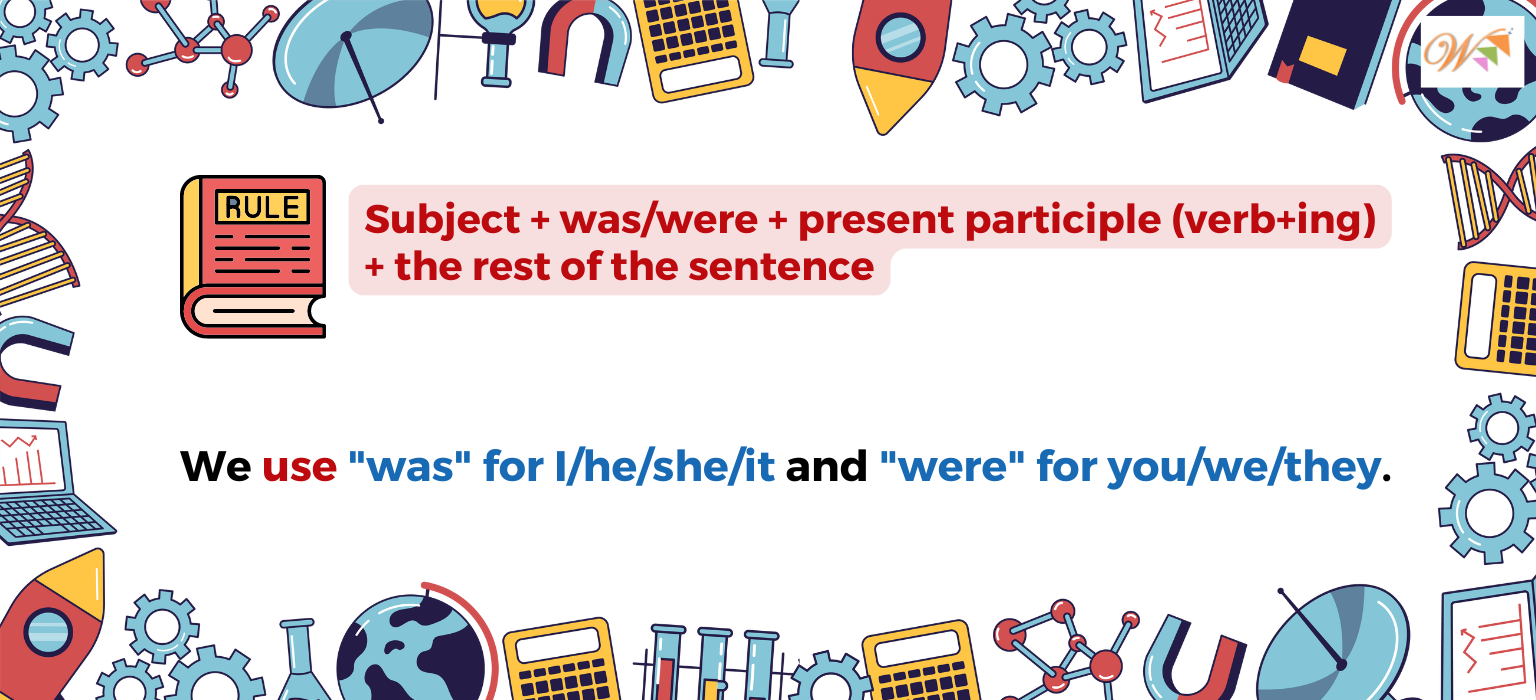 RULE
Subject + was/were + present participle (verb+ing)
+ the rest of the sentence
We use "was" for I/he/she/it and "were" for you/we/they.
W